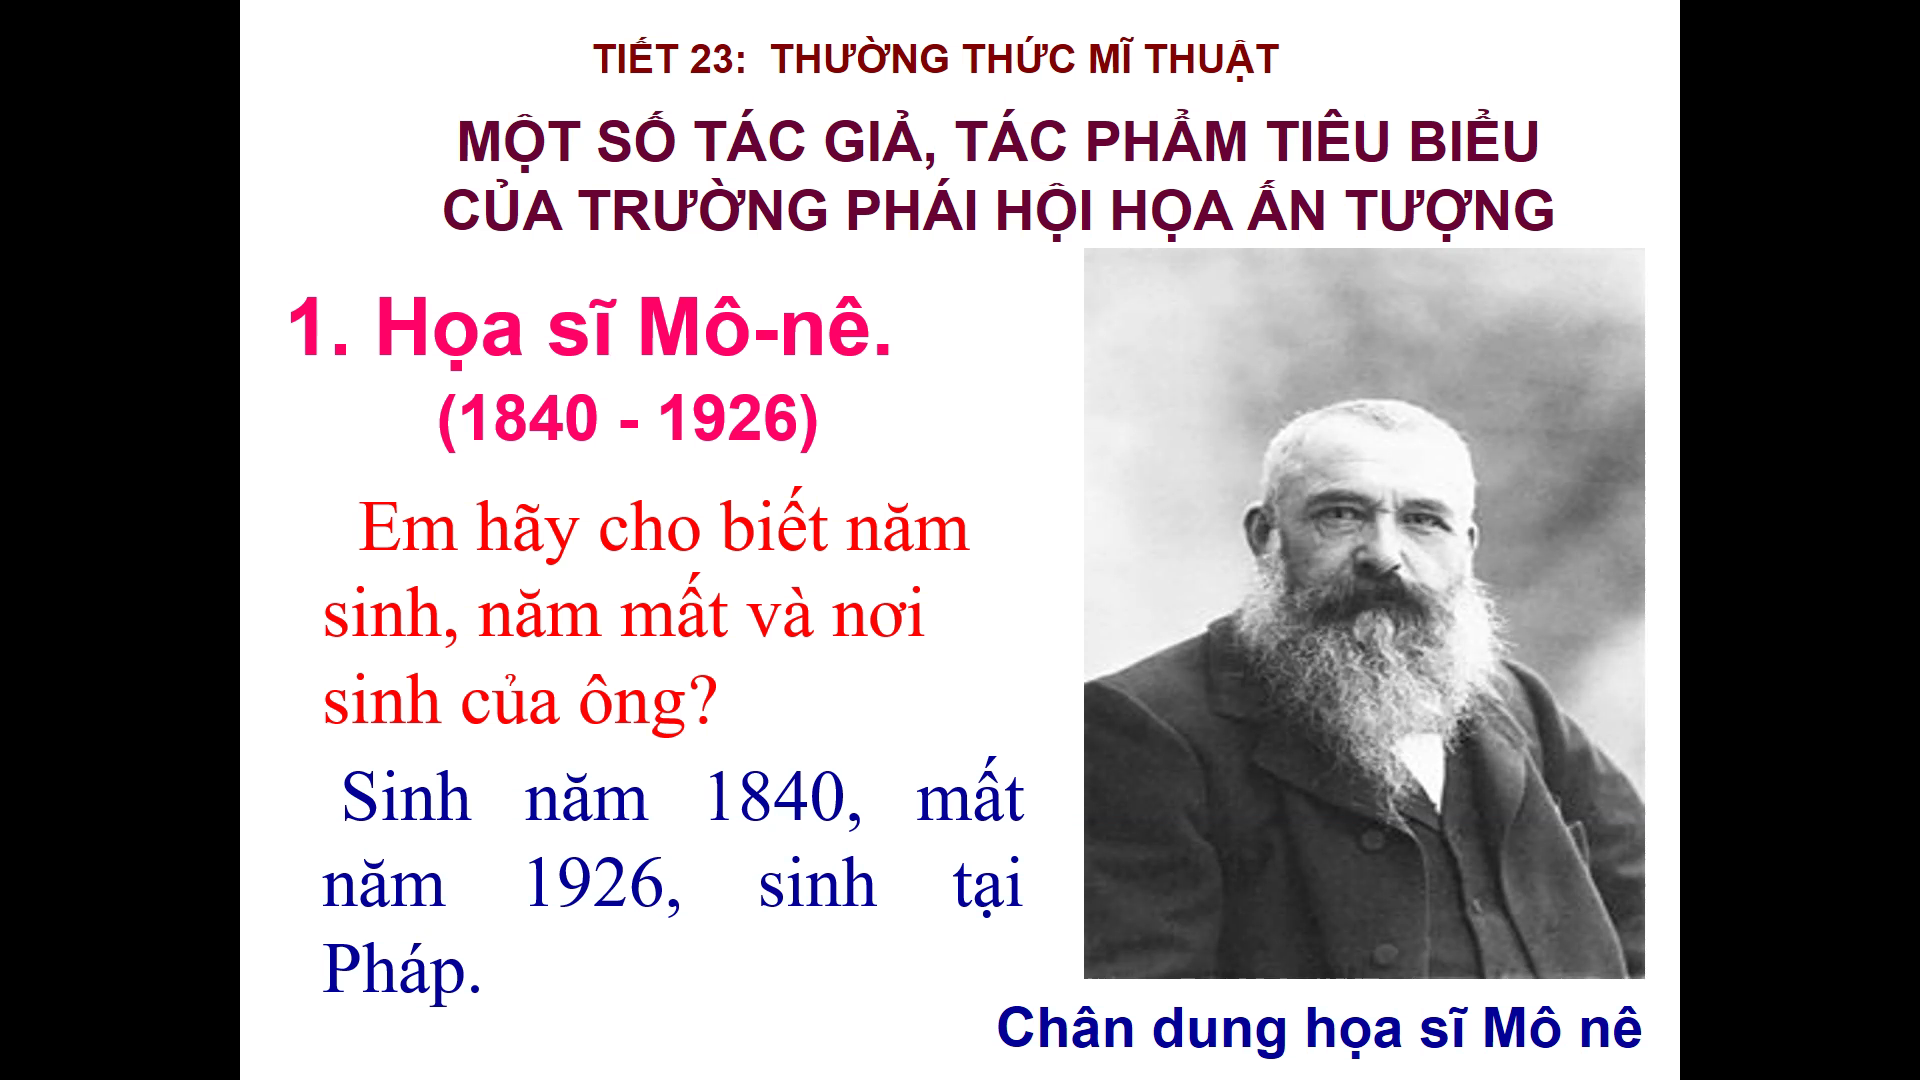 TIẾT 23: THƯỜNG THỨC MĨ THUẬT
MỘT SỐ TÁC GIẢ, TÁC PHẨM TIÊU BIỂU
CỦA TRƯỜNG PHÁI HỘI HỌA ẤN TƯỢNG
1. Họa sĩ Mô-nê.
(1840 - 1926)
Em hãy cho biết năm
sinh, năm mất và nơi
sinh của ông?
Sinh năm 1840, mất
năm 1926, sinh tại
Pháp.
Chân dung họa sĩ Mô nê